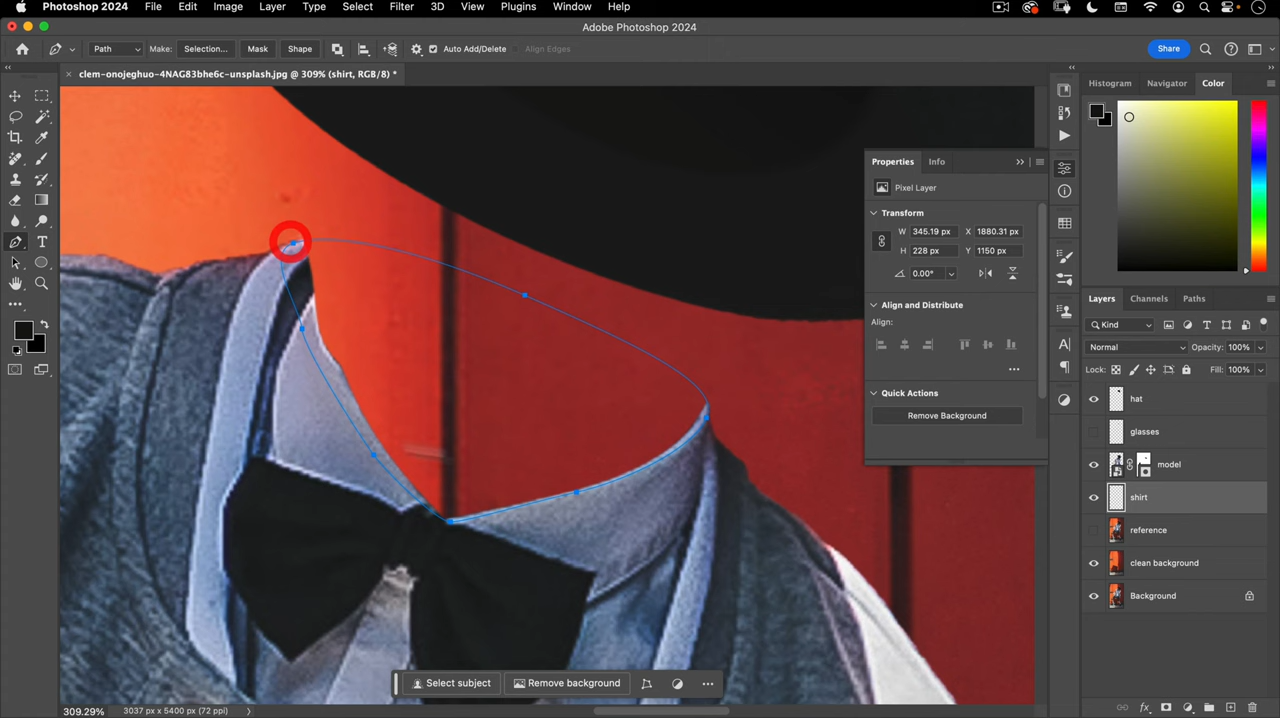 Photoshop 2024 File Edit Image Layer Type Select Filter 3D View Plugins Window Help
Adobe Photoshop 2024
Path Make: Selection... Mask Shape Auto Add/Delete Align Edges Share
clem-onojeghuo-4NAG83bhe6c-unsplash.jpg @ 309% (shirt, RGB/8) *
Histogram Navigator Color
Properties Info
Pixel Layer
Transform
W 345.19 px X 1880.31 px
H 228 px Y 1150 px
0.00°
Align and Distribute
Align:
Quick Actions
Remove Background
Layers Channels Paths
Kind
Normal Opacity: 100%
Lock: Fill: 100%
hat
glasses
model
shirt
reference
clean background
Background
Select subject Remove background
309.29% 3037 px x 5400 px (72 ppi)